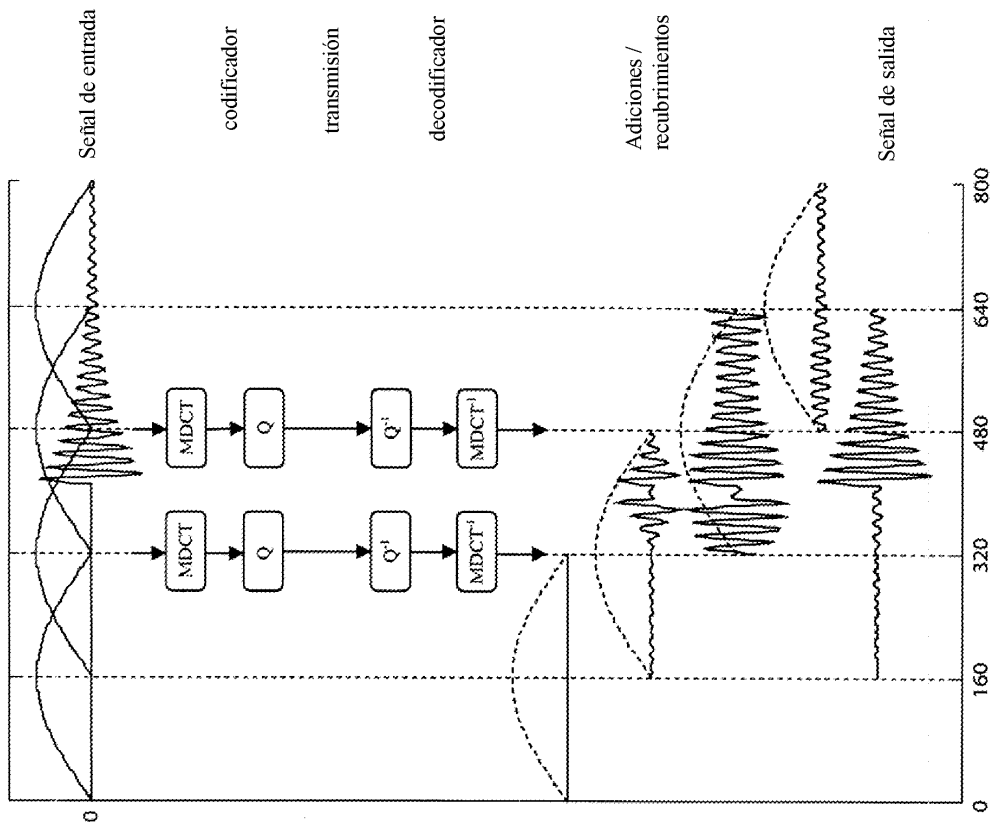 Señal de entrada
codificador
transmisión
decodificador
Adiciones /
recubrimientos
Señal de salida
MDCT
Q
Q⁻¹
MDCT⁻¹
MDCT
Q
Q⁻¹
MDCT⁻¹
0
0
160
320
480
640
800